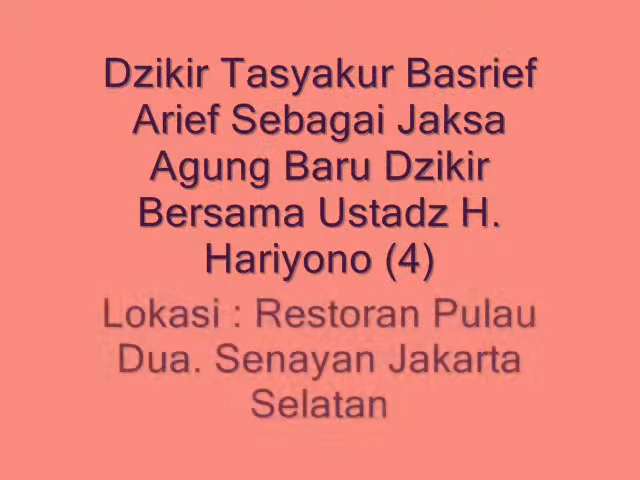 Dzikir Tasyakur Basrief
Arief Sebagai Jaksa
Agung Baru Dzikir
Bersama Ustadz H.
Hariyono (4)
Lokasi : Restoran Pulau
Dua. Senayan Jakarta
Selatan